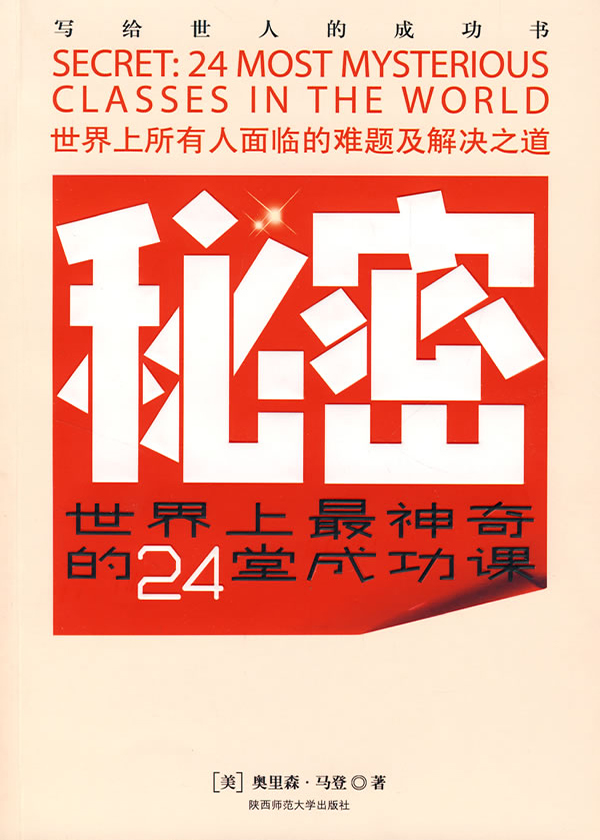 写给世人的成功书
SECRET: 24 MOST MYSTERIOUS
CLASSES IN THE WORLD
世界上所有人面临的难题及解决之道
秘密
世界上最神奇
的24堂成功课
[美] 奥里森·马登◎著
陕西师范大学出版社